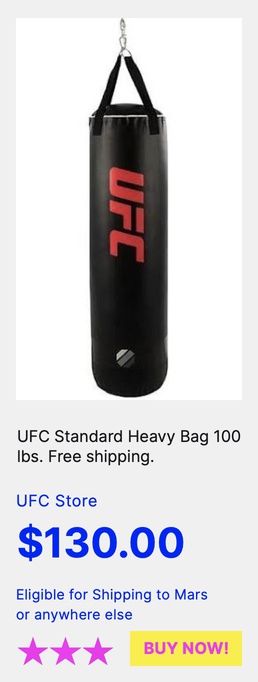 UFC
UFC Standard Heavy Bag 100
lbs. Free shipping.
UFC Store
$130.00
Eligible for Shipping to Mars
or anywhere else
BUY NOW!